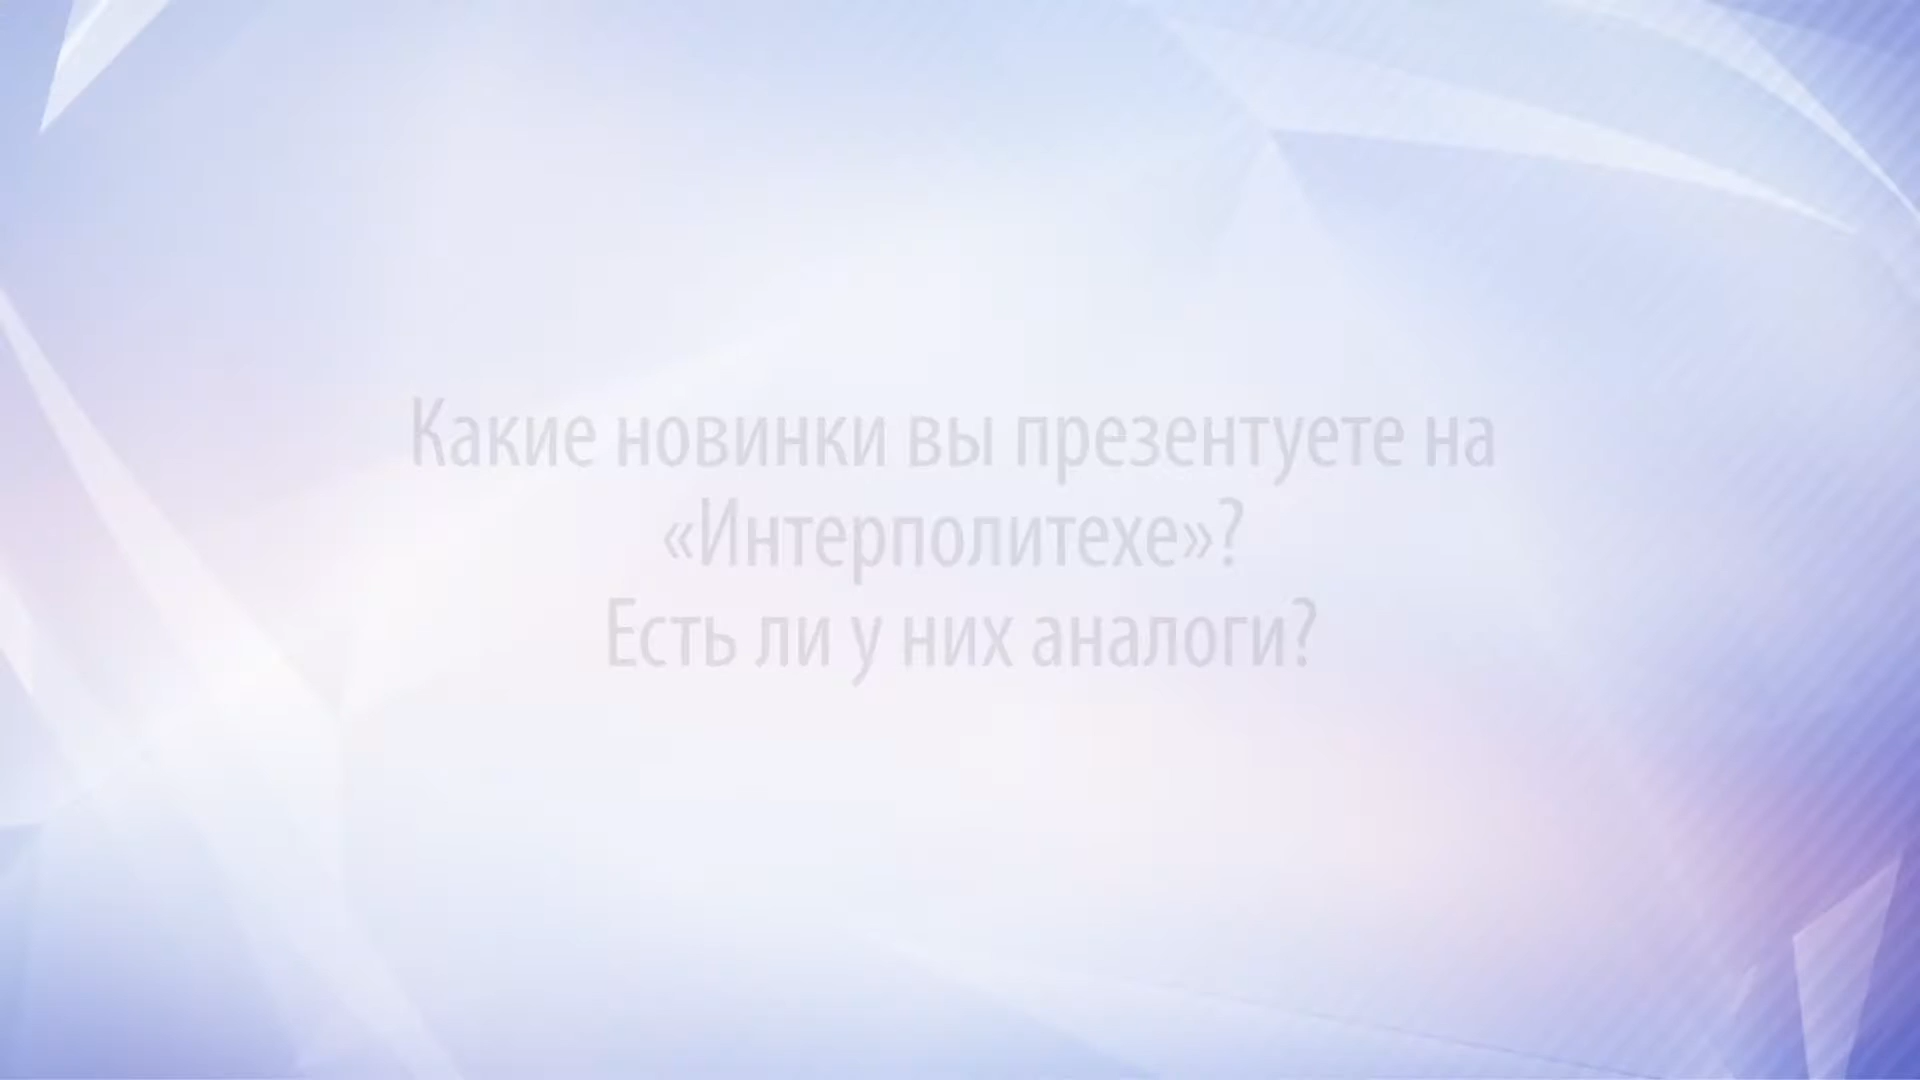 Какие новинки вы презентуете на
«Интерполитехе»?
Есть ли у них аналоги?